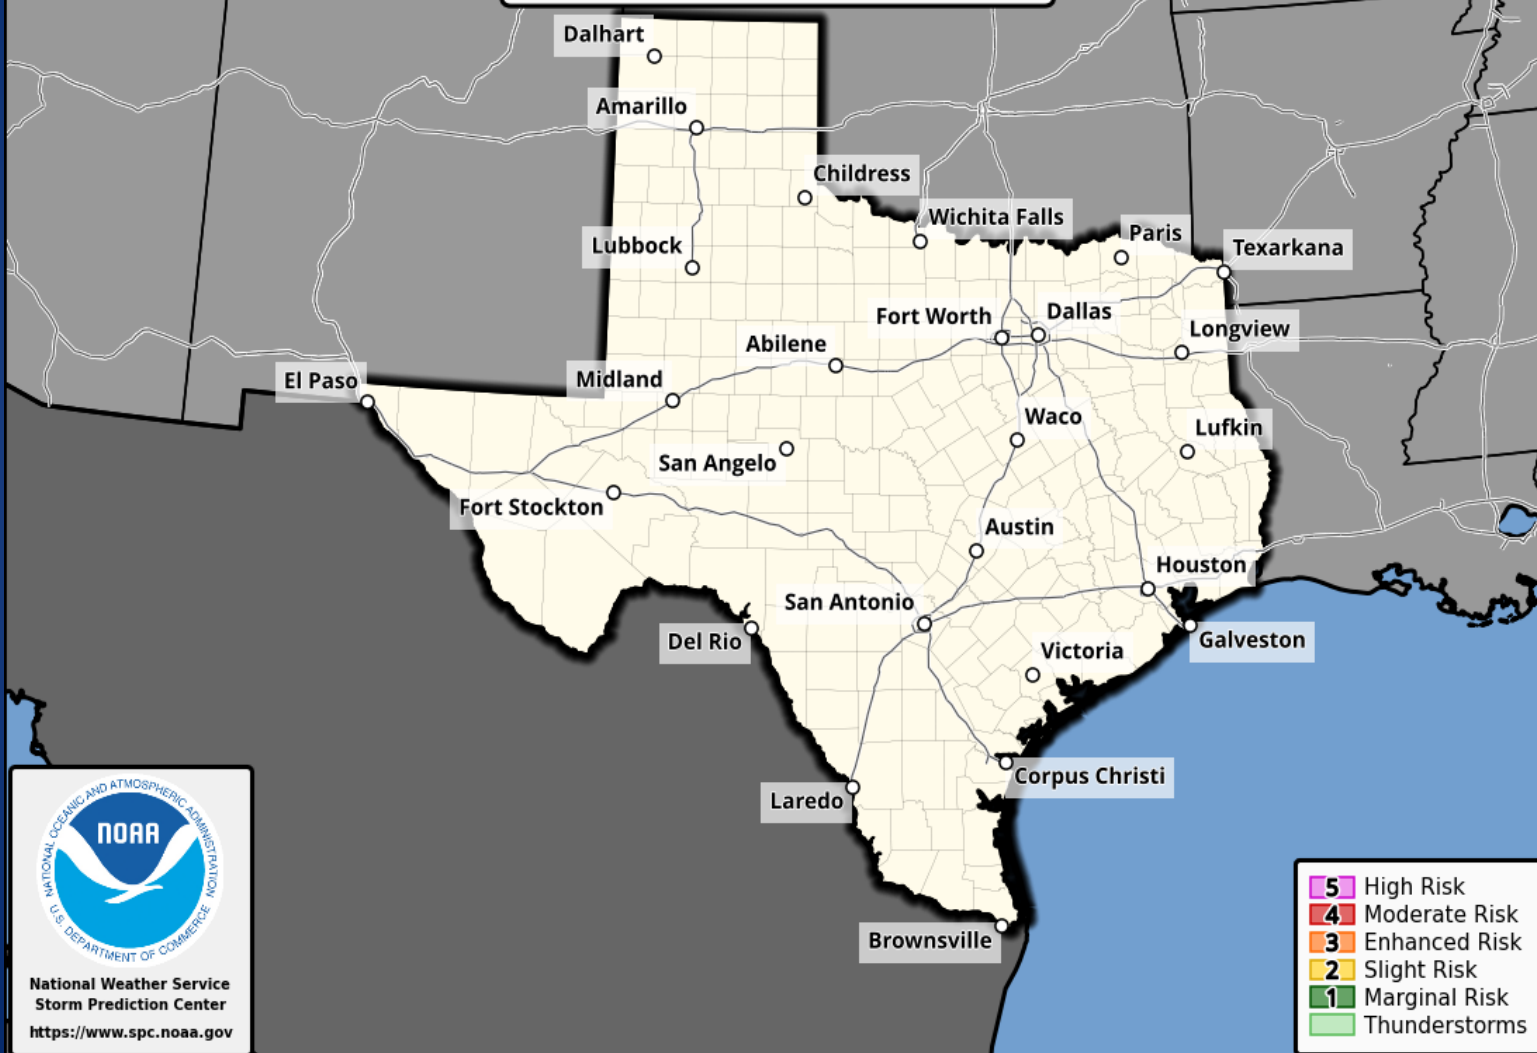 Dalhart
Amarillo
Childress
Wichita Falls
Paris
Texarkana
Lubbock
Fort Worth
Dallas
Longview
Abilene
El Paso
Midland
Waco
Lufkin
San Angelo
Fort Stockton
Austin
Houston
San Antonio
Del Rio
Galveston
Victoria
Corpus Christi
Laredo
Brownsville
NATIONAL OCEANIC AND ATMOSPHERIC ADMINISTRATION
NOAA
U.S. DEPARTMENT OF COMMERCE
National Weather Service
Storm Prediction Center
https://www.spc.noaa.gov
5 High Risk
4 Moderate Risk
3 Enhanced Risk
2 Slight Risk
1 Marginal Risk
Thunderstorms